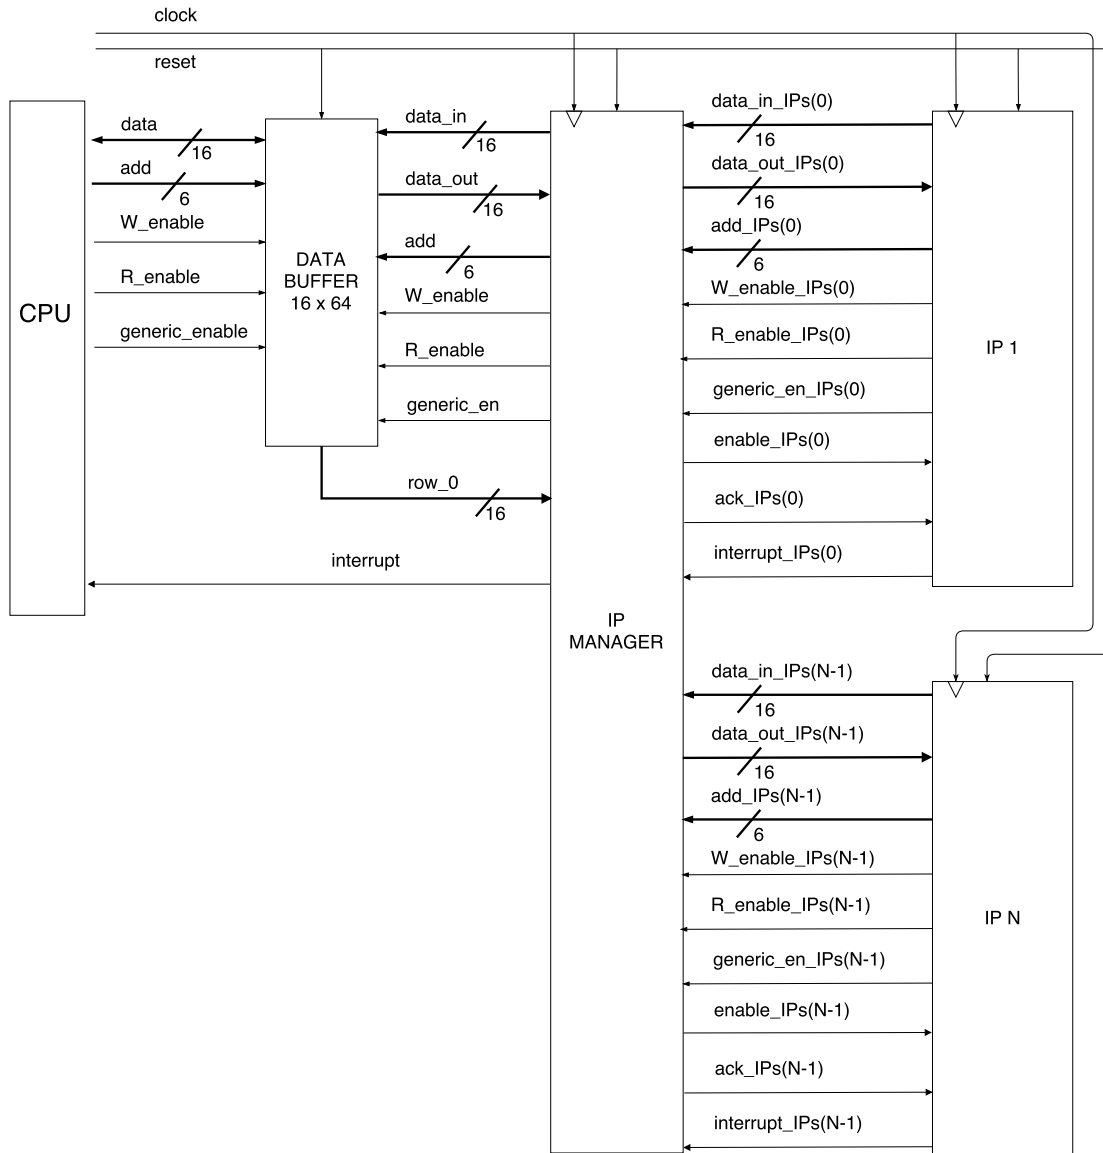 clock
reset
CPU
data
16
add
6
W_enable
R_enable
generic_enable
DATA
BUFFER
16 x 64
data_in
16
data_out
16
add
6
W_enable
R_enable
generic_en
row_0
16
interrupt
IP
MANAGER
data_in_IPs(0)
16
data_out_IPs(0)
16
add_IPs(0)
6
W_enable_IPs(0)
R_enable_IPs(0)
generic_en_IPs(0)
enable_IPs(0)
ack_IPs(0)
interrupt_IPs(0)
IP 1
data_in_IPs(N-1)
16
data_out_IPs(N-1)
16
add_IPs(N-1)
6
W_enable_IPs(N-1)
R_enable_IPs(N-1)
generic_en_IPs(N-1)
enable_IPs(N-1)
ack_IPs(N-1)
interrupt_IPs(N-1)
IP N